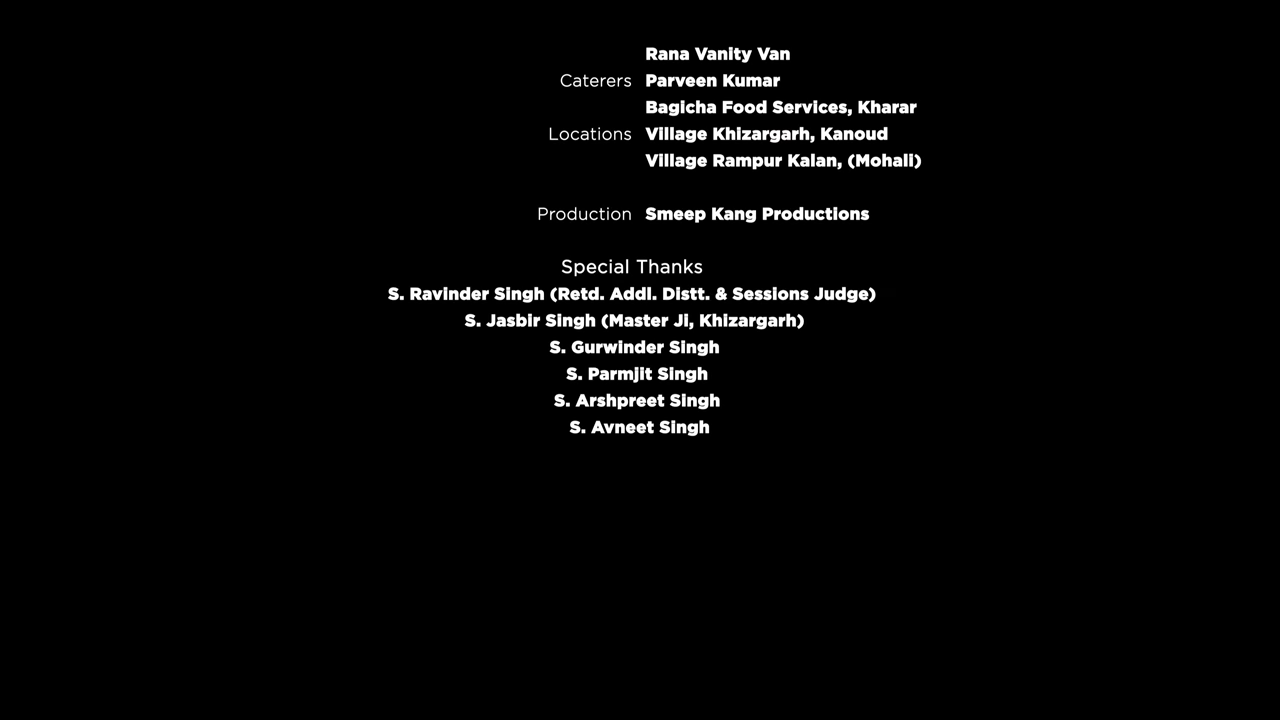 Rana Vanity Van
Caterers Parveen Kumar
Bagicha Food Services, Kharar
Locations Village Khizargarh, Kanoud
Village Rampur Kalan, (Mohali)
Production Smeep Kang Productions
Special Thanks
S. Ravinder Singh (Retd. Addl. Distt. & Sessions Judge)
S. Jasbir Singh (Master Ji, Khizargarh)
S. Gurwinder Singh
S. Parmjit Singh
S. Arshpreet Singh
S. Avneet Singh